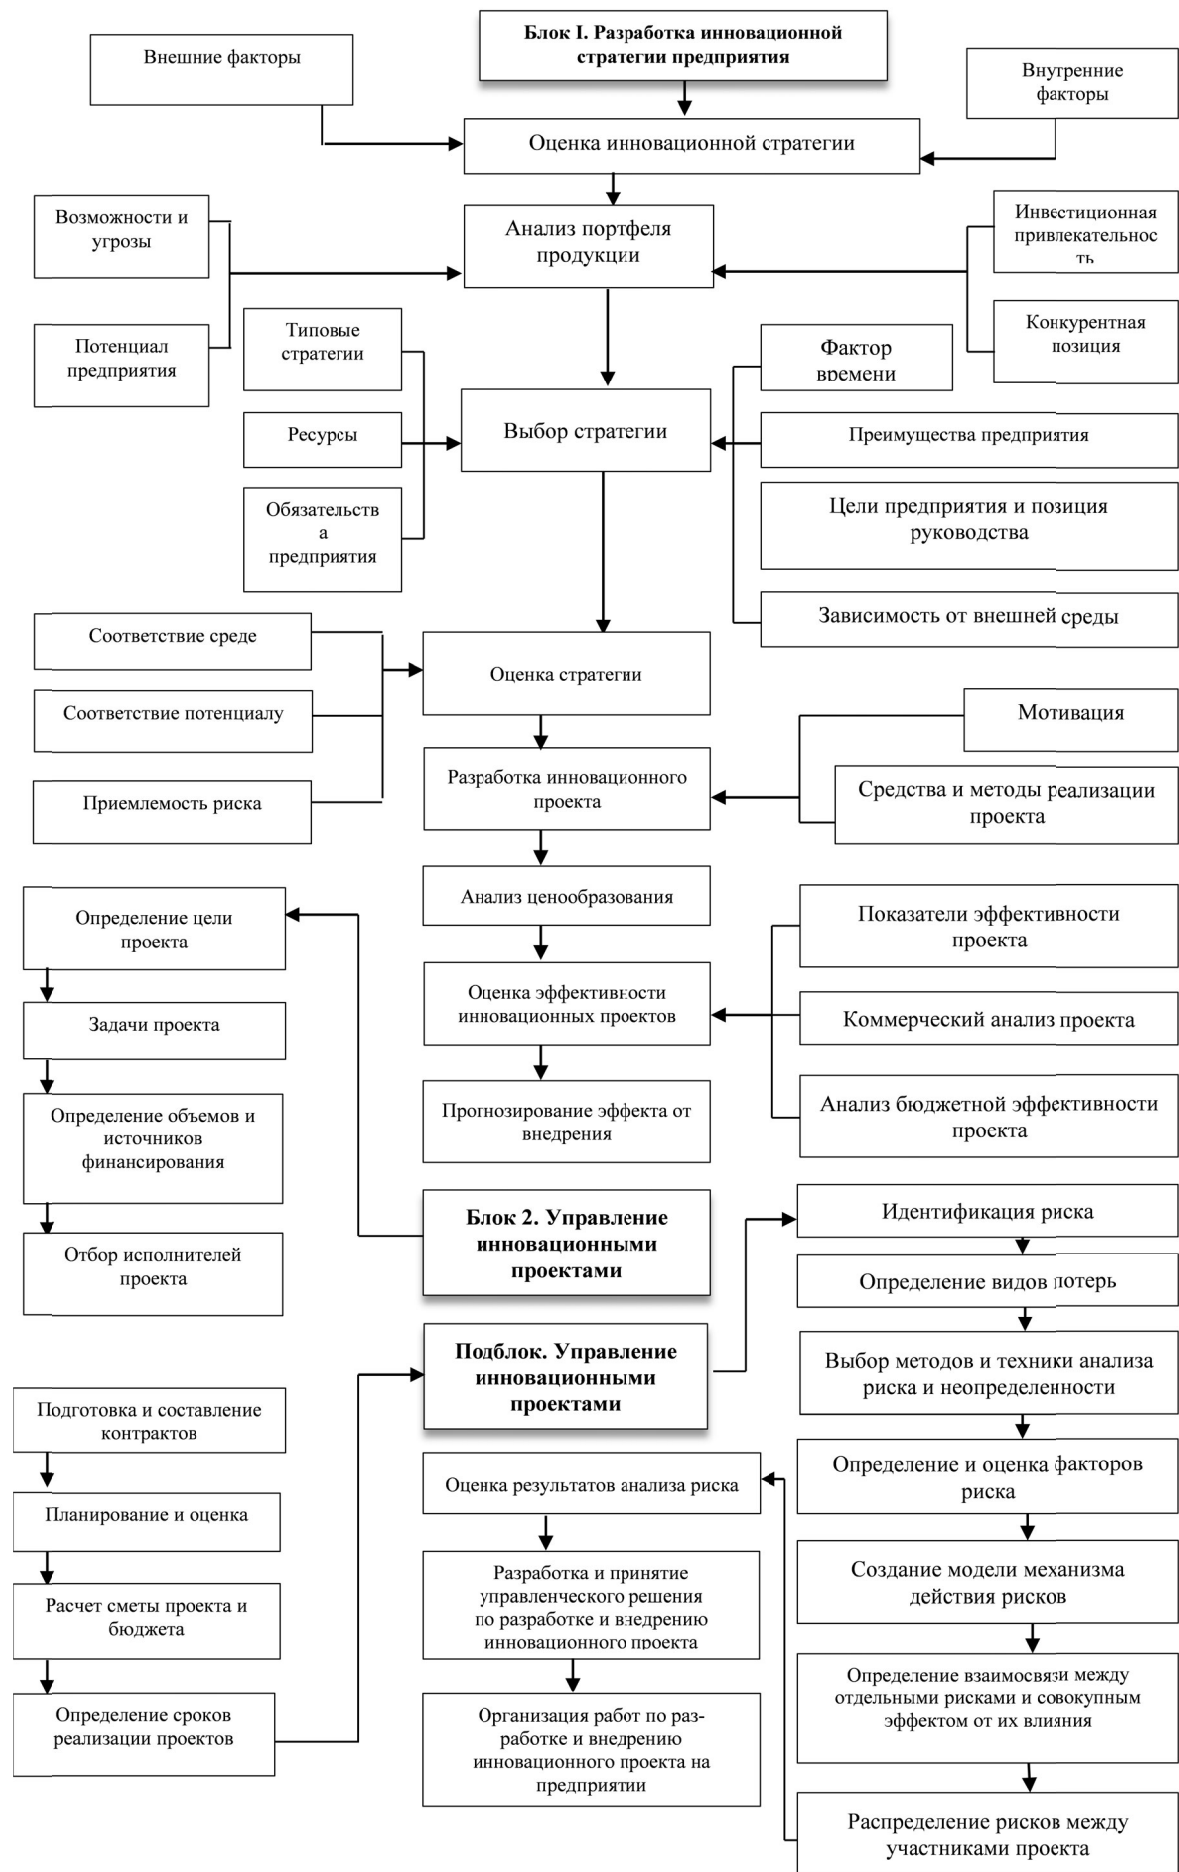 Блок I. Разработка инновационной
стратегии предприятия
Внешние факторы
Внутренние
факторы
Оценка инновационной стратегии
Возможности и
угрозы
Анализ портфеля
продукции
Инвестиционная
привлекательнос
ть
Потенциал
предприятия
Типовые
стратегии
Фактор
времени
Конкурентная
позиция
Ресурсы
Выбор стратегии
Преимущества предприятия
Обязательств
а
предприятия
Цели предприятия и позиция
руководства
Зависимость от внешней среды
Соответствие среде
Оценка стратегии
Соответствие потенциалу
Мотивация
Приемлемость риска
Разработка инновационного
проекта
Средства и методы реализации
проекта
Анализ ценообразования
Определение цели
проекта
Показатели эффективности
проекта
Задачи проекта
Оценка эффективности
инновационных проектов
Коммерческий анализ проекта
Определение объемов и
источников
финансирования
Прогнозирование эффекта от
внедрения
Анализ бюджетной эффективности
проекта
Отбор исполнителей
проекта
Блок 2. Управление
инновационными
проектами
Идентификация риска
Определение видов потерь
Подблок. Управление
инновационными
проектами
Выбор методов и техники анализа
риска и неопределенности
Подготовка и составление
контрактов
Оценка результатов анализа риска
Определение и оценка факторов
риска
Планирование и оценка
Разработка и принятие
управленческого решения
по разработке и внедрению
инновационного проекта
Создание модели механизма
действия рисков
Расчет сметы проекта и
бюджета
Определение взаимосвязи между
отдельными рисками и совокупным
эффектом от их влияния
Определение сроков
реализации проектов
Организация работ по раз-
работке и внедрению
инновационного проекта на
предприятии
Распределение рисков между
участниками проекта